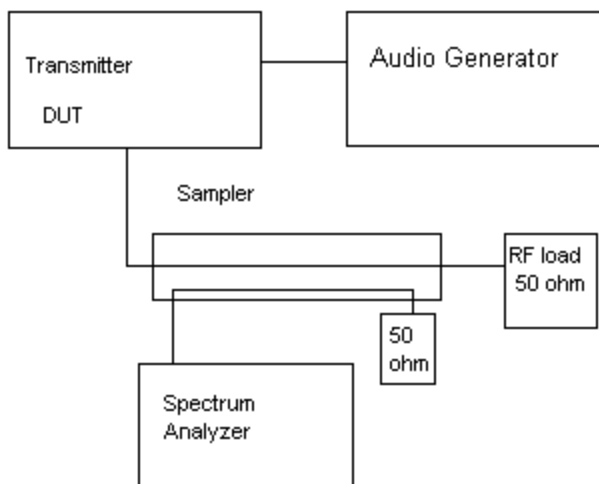 Transmitter
DUT
Audio Generator
Sampler
RF load
50 ohm
50
ohm
Spectrum
Analyzer